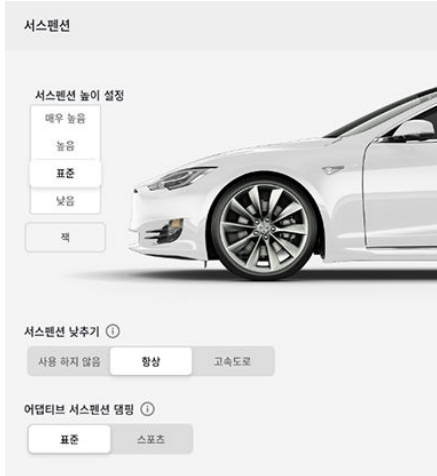 서스펜션
서스펜션 높이 설정
매우 높음
높음
표준
낮음
잭
서스펜션 낮추기
사용 하지 않음 항상 고속도로
어댑티브 서스펜션 댐핑
표준 스포츠